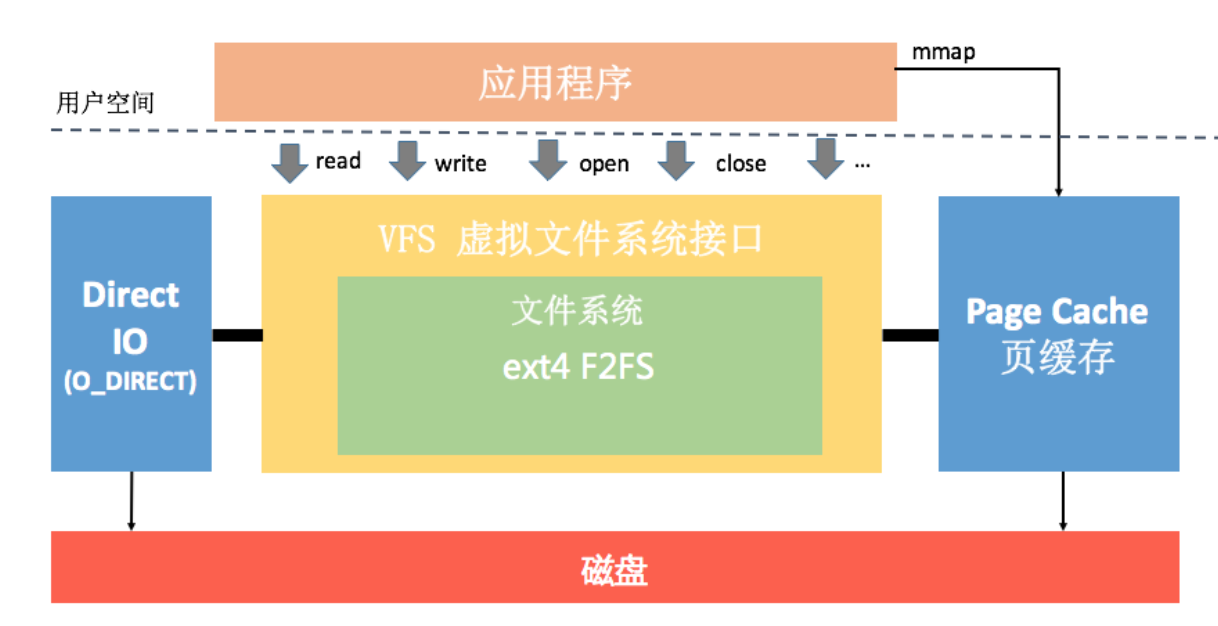 应用程序
mmap
用户空间
read
write
open
close
...
VFS 虚拟文件系统接口
Direct
IO
(O_DIRECT)
文件系统
ext4 F2FS
Page Cache
页缓存
磁盘